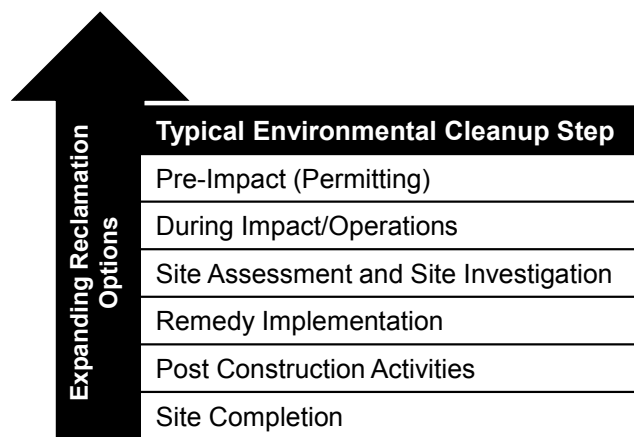 Expanding Reclamation
Options
Typical Environmental Cleanup Step
Pre-Impact (Permitting)
During Impact/Operations
Site Assessment and Site Investigation
Remedy Implementation
Post Construction Activities
Site Completion